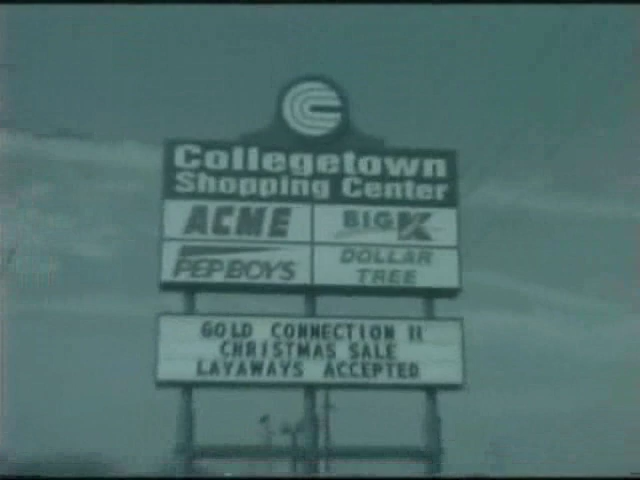 Collegetown
Shopping Center
ACME
BIG K
PEP BOYS
DOLLAR
TREE
GOLD CONNECTION II
CHRISTMAS SALE
LAYAWAYS ACCEPTED